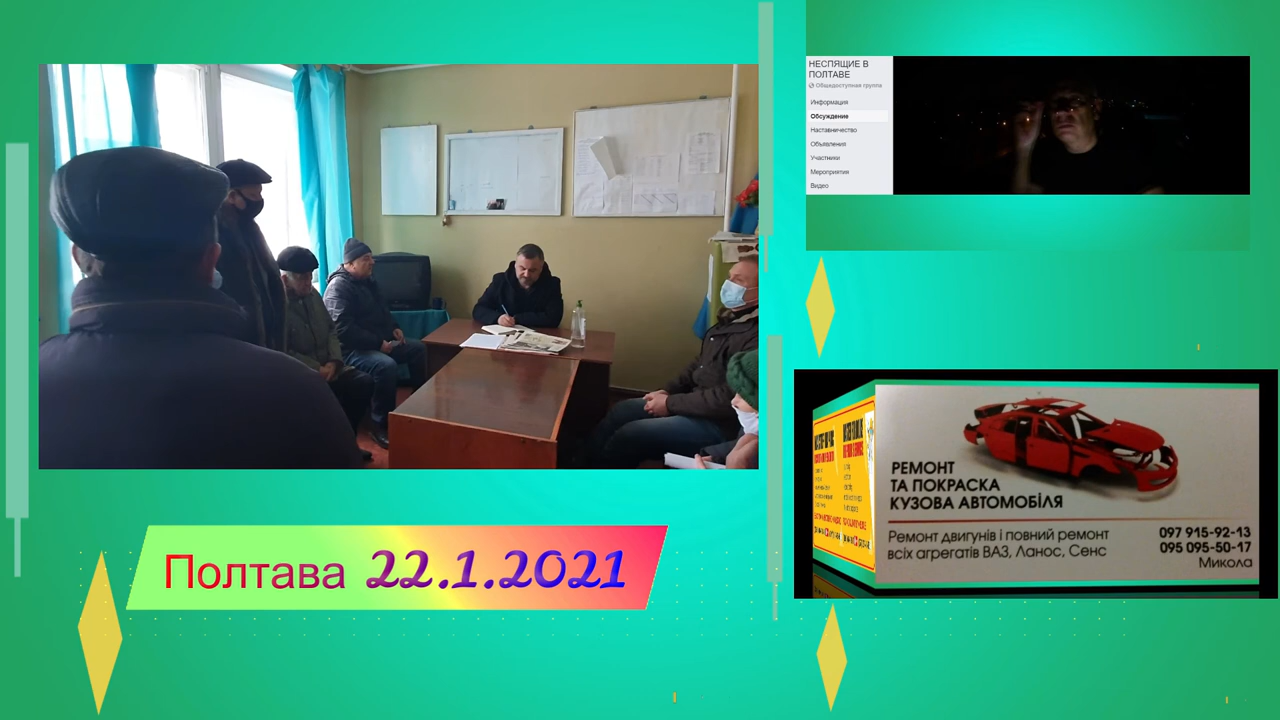 Полтава 22.1.2021
НЕСПЯЩИЕ В
ПОЛТАВЕ
Общедоступная группа
Информация
Обсуждение
Наставничество
Объявления
Участники
Мероприятия
Видео
РЕМОНТ
ТА ПОКРАСКА
КУЗОВА АВТОМОБІЛЯ
Ремонт двигунів і повний ремонт
всіх агрегатів ВАЗ, Ланос, Сенс
097 915-92-13
095 095-50-17
Микола